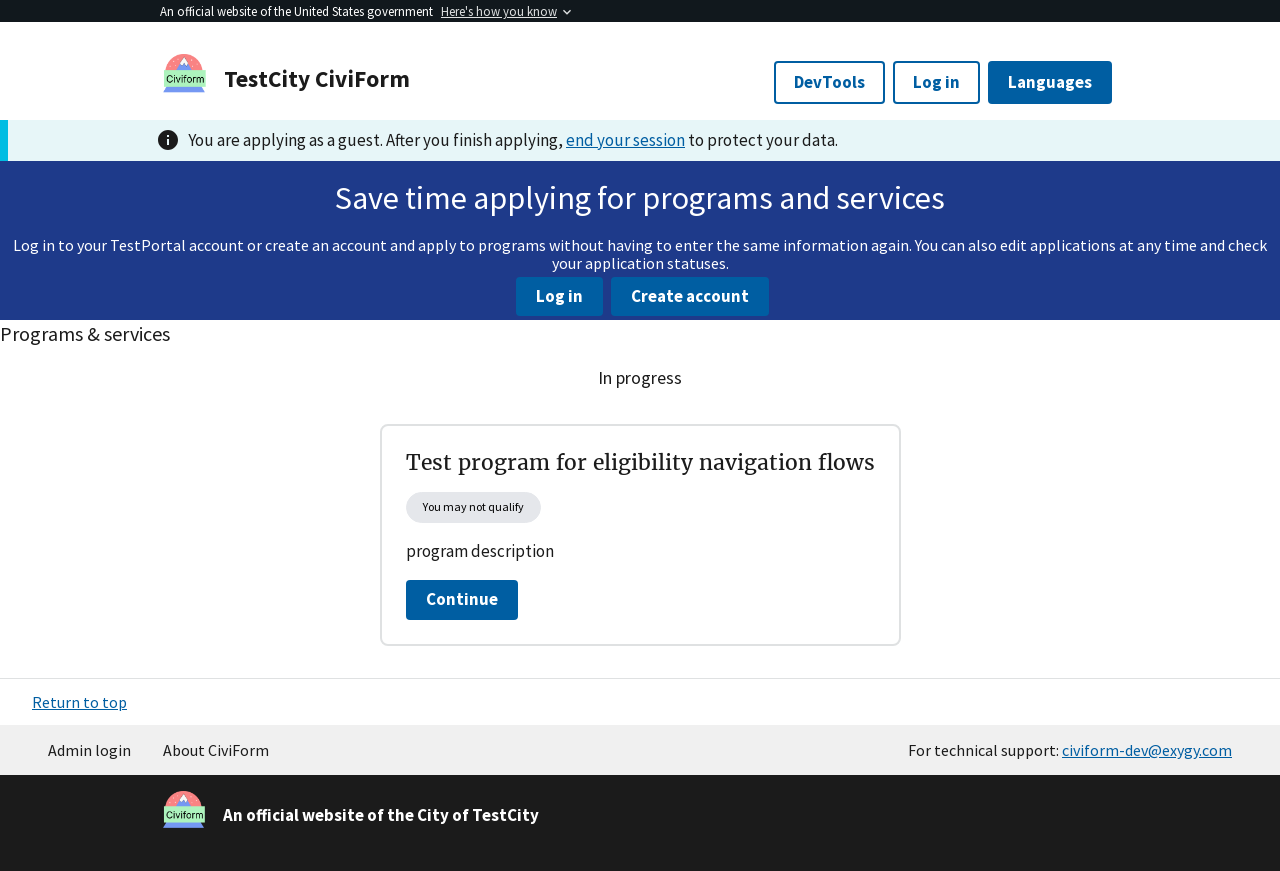 An official website of the United States government Here's how you know
Civiform
TestCity CiviForm
DevTools
Log in
Languages
You are applying as a guest. After you finish applying, end your session to protect your data.
Save time applying for programs and services
Log in to your TestPortal account or create an account and apply to programs without having to enter the same information again. You can also edit applications at any time and check
your application statuses.
Log in
Create account
Programs & services
In progress
Test program for eligibility navigation flows
You may not qualify
program description
Continue
Return to top
Admin login
About CiviForm
For technical support: civiform-dev@exygy.com
Civiform
An official website of the City of TestCity